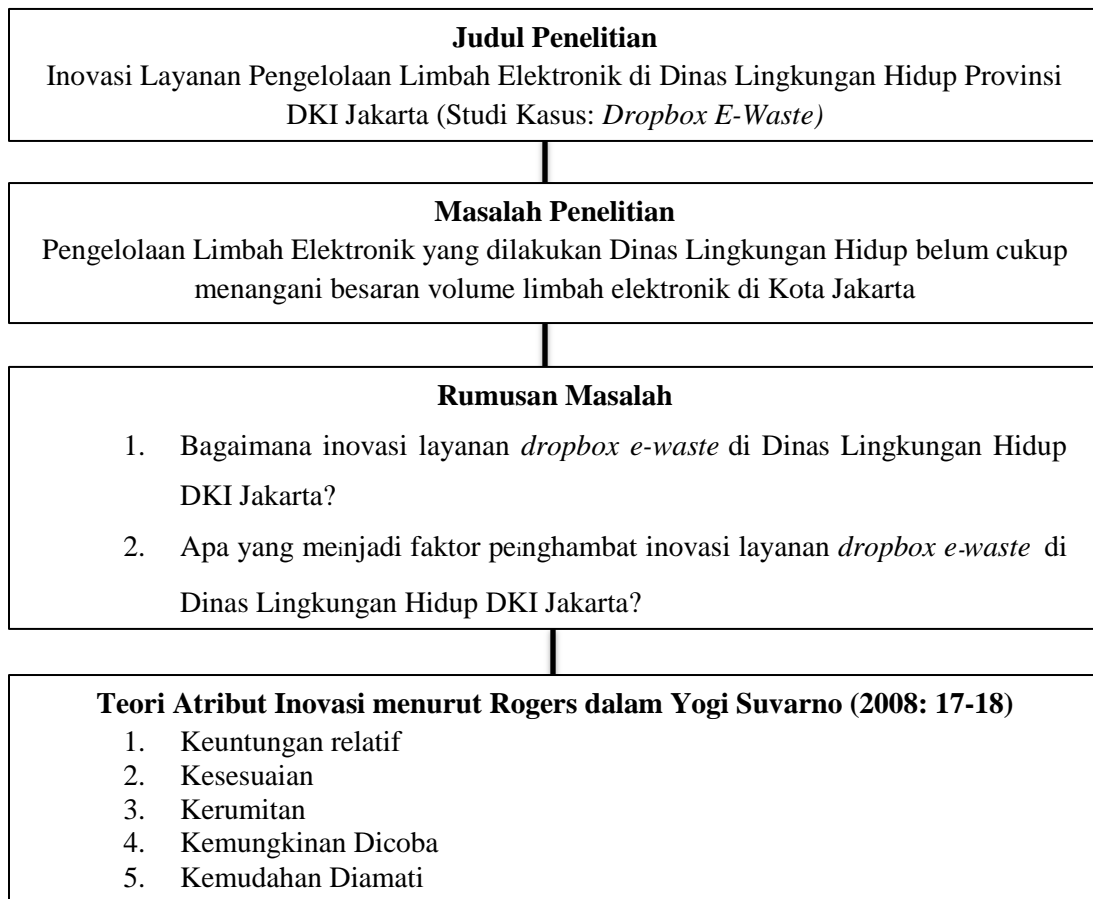 Judul Penelitian
Inovasi Layanan Pengelolaan Limbah Elektronik di Dinas Lingkungan Hidup Provinsi
DKI Jakarta (Studi Kasus: Dropbox E-Waste)
Masalah Penelitian
Pengelolaan Limbah Elektronik yang dilakukan Dinas Lingkungan Hidup belum cukup
menangani besaran volume limbah elektronik di Kota Jakarta
Rumusan Masalah
1. Bagaimana inovasi layanan dropbox e-waste di Dinas Lingkungan Hidup
DKI Jakarta?
2. Apa yang meinjadi faktor peinghambat inovasi layanan dropbox e-waste di
Dinas Lingkungan Hidup DKI Jakarta?
Teori Atribut Inovasi menurut Rogers dalam Yogi Suvarno (2008: 17-18)
1. Keuntungan relatif
2. Kesesuaian
3. Kerumitan
4. Kemungkinan Dicoba
5. Kemudahan Diamati